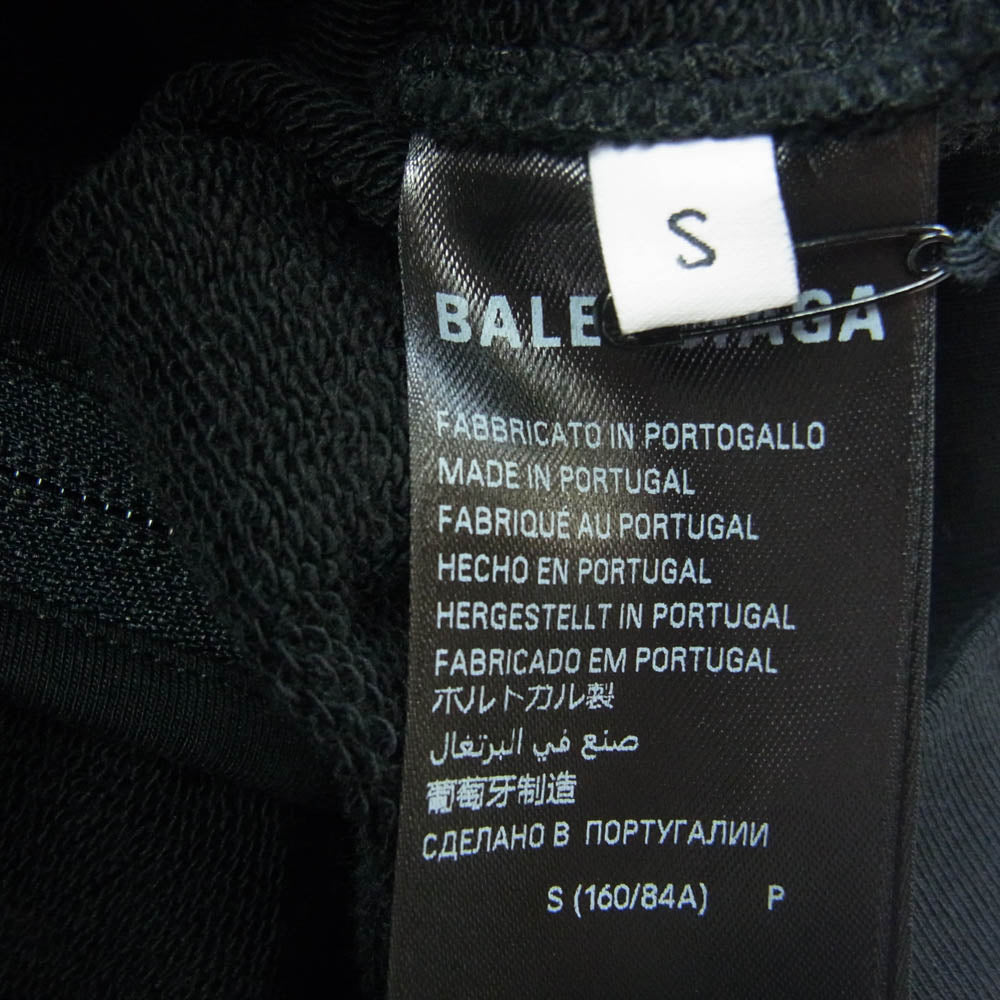 S
BALE NAGA
FABBRICATO IN PORTOGALLO
MADE IN PORTUGAL
FABRIQUÉ AU PORTUGAL
HECHO EN PORTUGAL
HERGESTELLT IN PORTUGAL
FABRICADO EM PORTUGAL
ポルトガル製
صنع في البرتغال
葡萄牙制造
СДЕЛАНО В ПОРТУГАЛИИ
S (160/84A) P